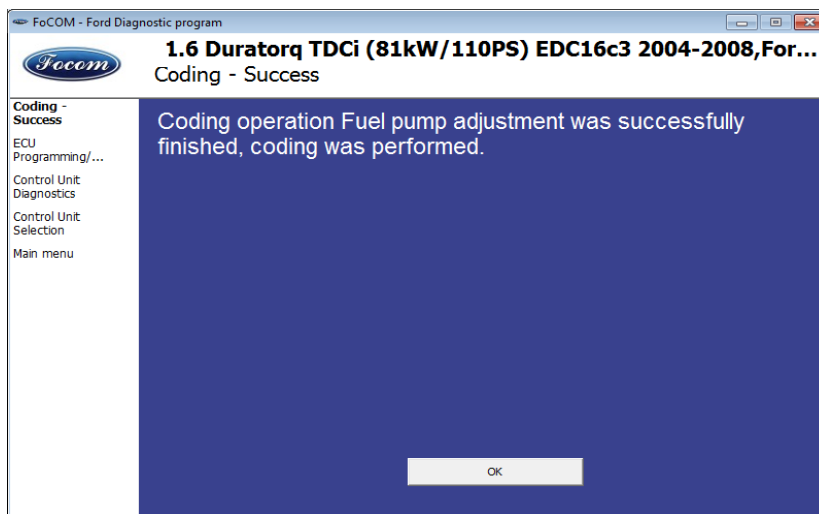 FoCOM - Ford Diagnostic program
Focom
1.6 Duratorq TDCi (81kW/110PS) EDC16c3 2004-2008,For...
Coding - Success
Coding -
Success
ECU
Programming/...
Control Unit
Diagnostics
Control Unit
Selection
Main menu
Coding operation Fuel pump adjustment was successfully
finished, coding was performed.
OK